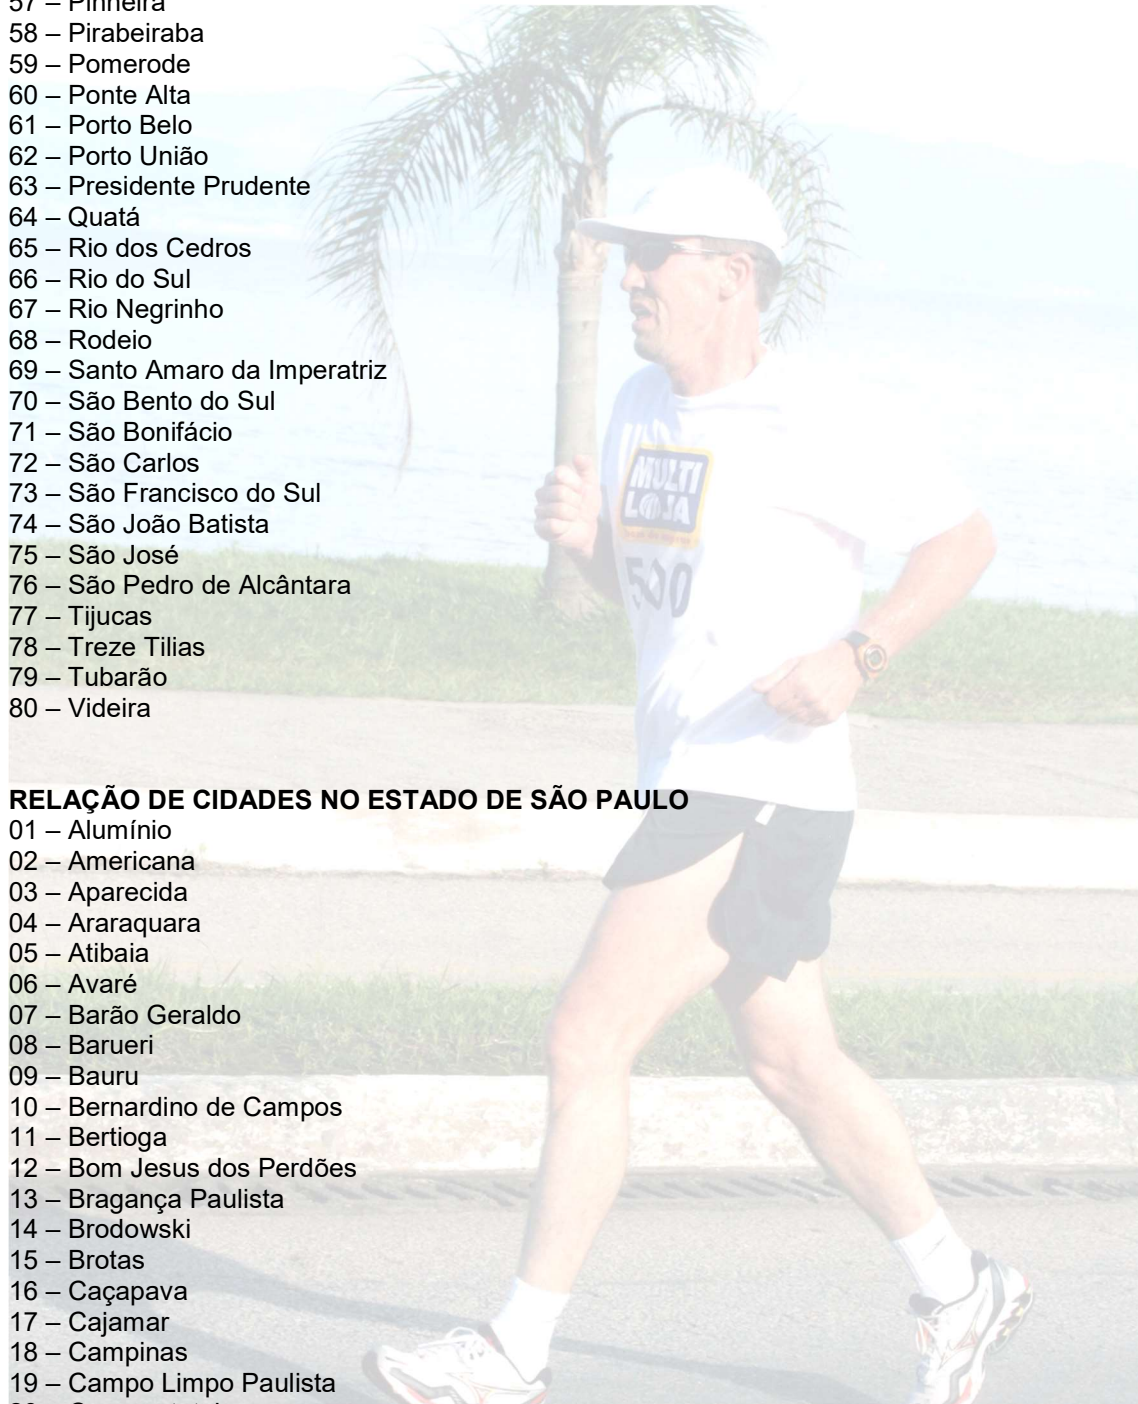 57 – Pinheira
58 – Pirabeiraba
59 – Pomerode
60 – Ponte Alta
61 – Porto Belo
62 – Porto União
63 – Presidente Prudente
64 – Quatá
65 – Rio dos Cedros
66 – Rio do Sul
67 – Rio Negrinho
68 – Rodeio
69 – Santo Amaro da Imperatriz
70 – São Bento do Sul
71 – São Bonifácio
72 – São Carlos
73 – São Francisco do Sul
74 – São João Batista
75 – São José
76 – São Pedro de Alcântara
77 – Tijucas
78 – Treze Tilias
79 – Tubarão
80 – Videira
RELAÇÃO DE CIDADES NO ESTADO DE SÃO PAULO
01 – Alumínio
02 – Americana
03 – Aparecida
04 – Araraquara
05 – Atibaia
06 – Avaré
07 – Barão Geraldo
08 – Barueri
09 – Bauru
10 – Bernardino de Campos
11 – Bertioga
12 – Bom Jesus dos Perdões
13 – Bragança Paulista
14 – Brodowski
15 – Brotas
16 – Caçapava
17 – Cajamar
18 – Campinas
19 – Campo Limpo Paulista
MULTI
LOJA
500